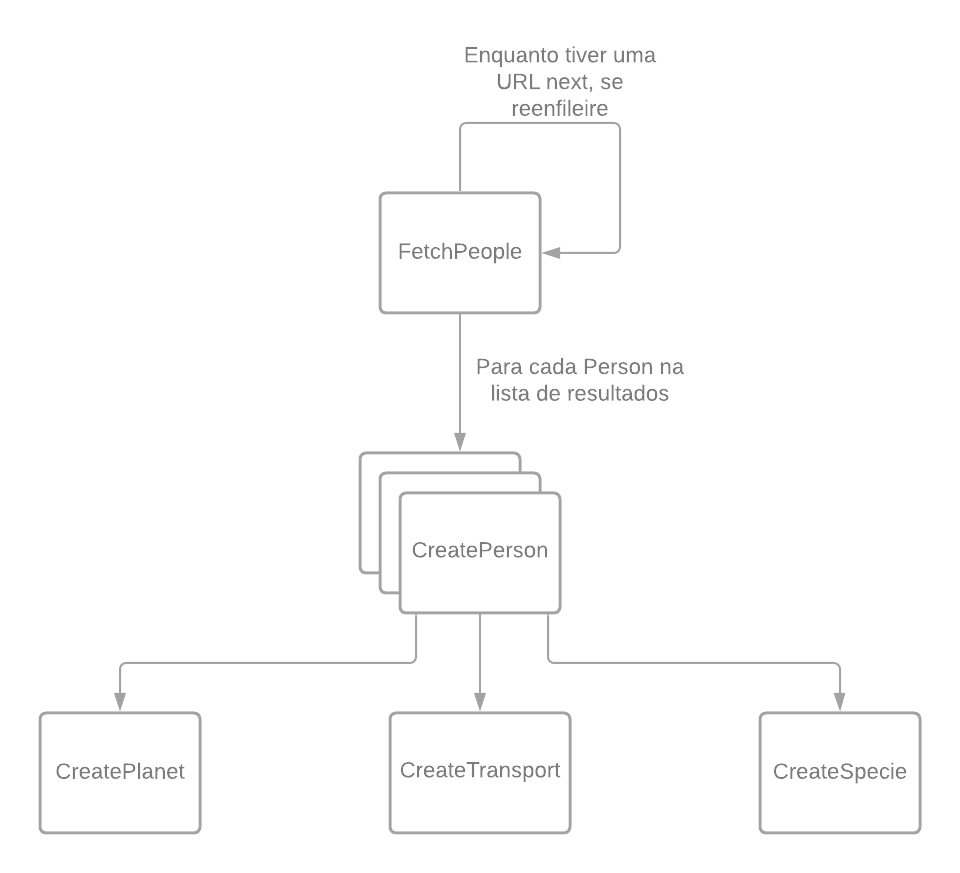 Enquanto tiver uma
URL next, se
reenfileire
FetchPeople
Para cada Person na
lista de resultados
CreatePerson
CreatePlanet
CreateTransport
CreateSpecie